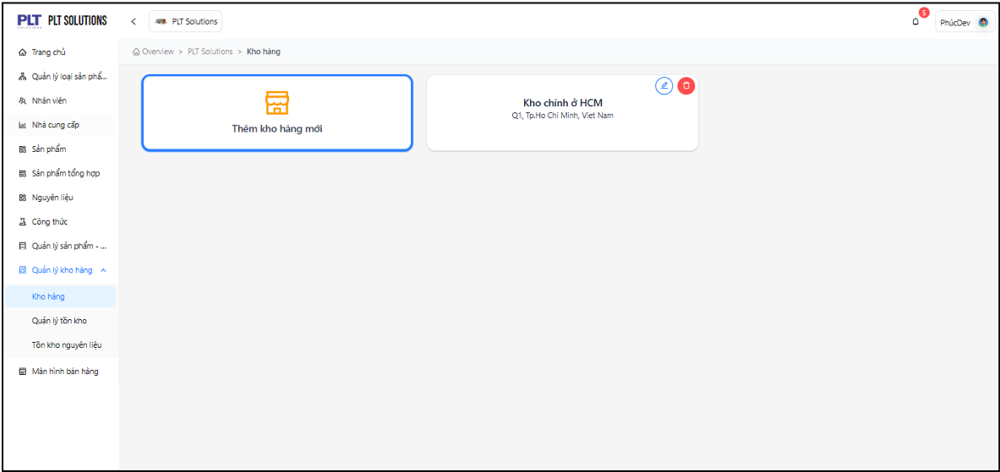 PLT PLT SOLUTIONS
SOLUTIONS
PLT Solutions
5
PhúcDev
Trang chủ
Quản lý loại sản phẩ...
Nhân viên
Nhà cung cấp
Sản phẩm
Sản phẩm tổng hợp
Nguyên liệu
Công thức
Quản lý sản phẩm - ...
Quản lý kho hàng
Kho hàng
Quản lý tồn kho
Tồn kho nguyên liệu
Màn hình bán hàng
Overview > PLT Solutions > Kho hàng
Thêm kho hàng mới
Kho chính ở HCM
Q1, Tp.Ho Chi Minh, Viet Nam